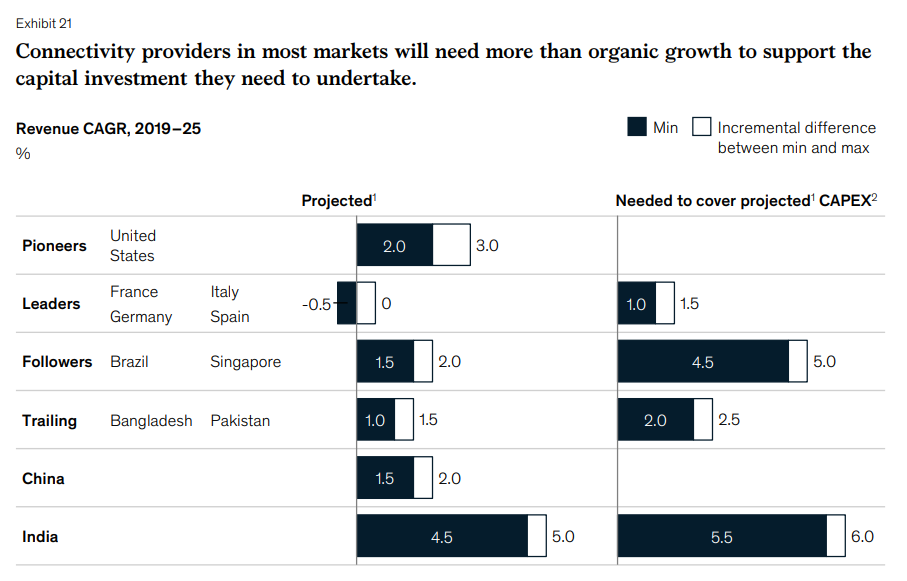 Exhibit 21
Connectivity providers in most markets will need more than organic growth to support the
capital investment they need to undertake.
Revenue CAGR, 2019–25
%
Min
Incremental difference
between min and max
Projected¹
Needed to cover projected¹ CAPEX²
Pioneers
United
States
2.0
3.0
Leaders
France
Italy
Germany
Spain
-0.5
0
1.0
1.5
Followers
Brazil
Singapore
1.5
2.0
4.5
5.0
Trailing
Bangladesh
Pakistan
1.0
1.5
2.0
2.5
China
1.5
2.0
India
4.5
5.0
5.5
6.0